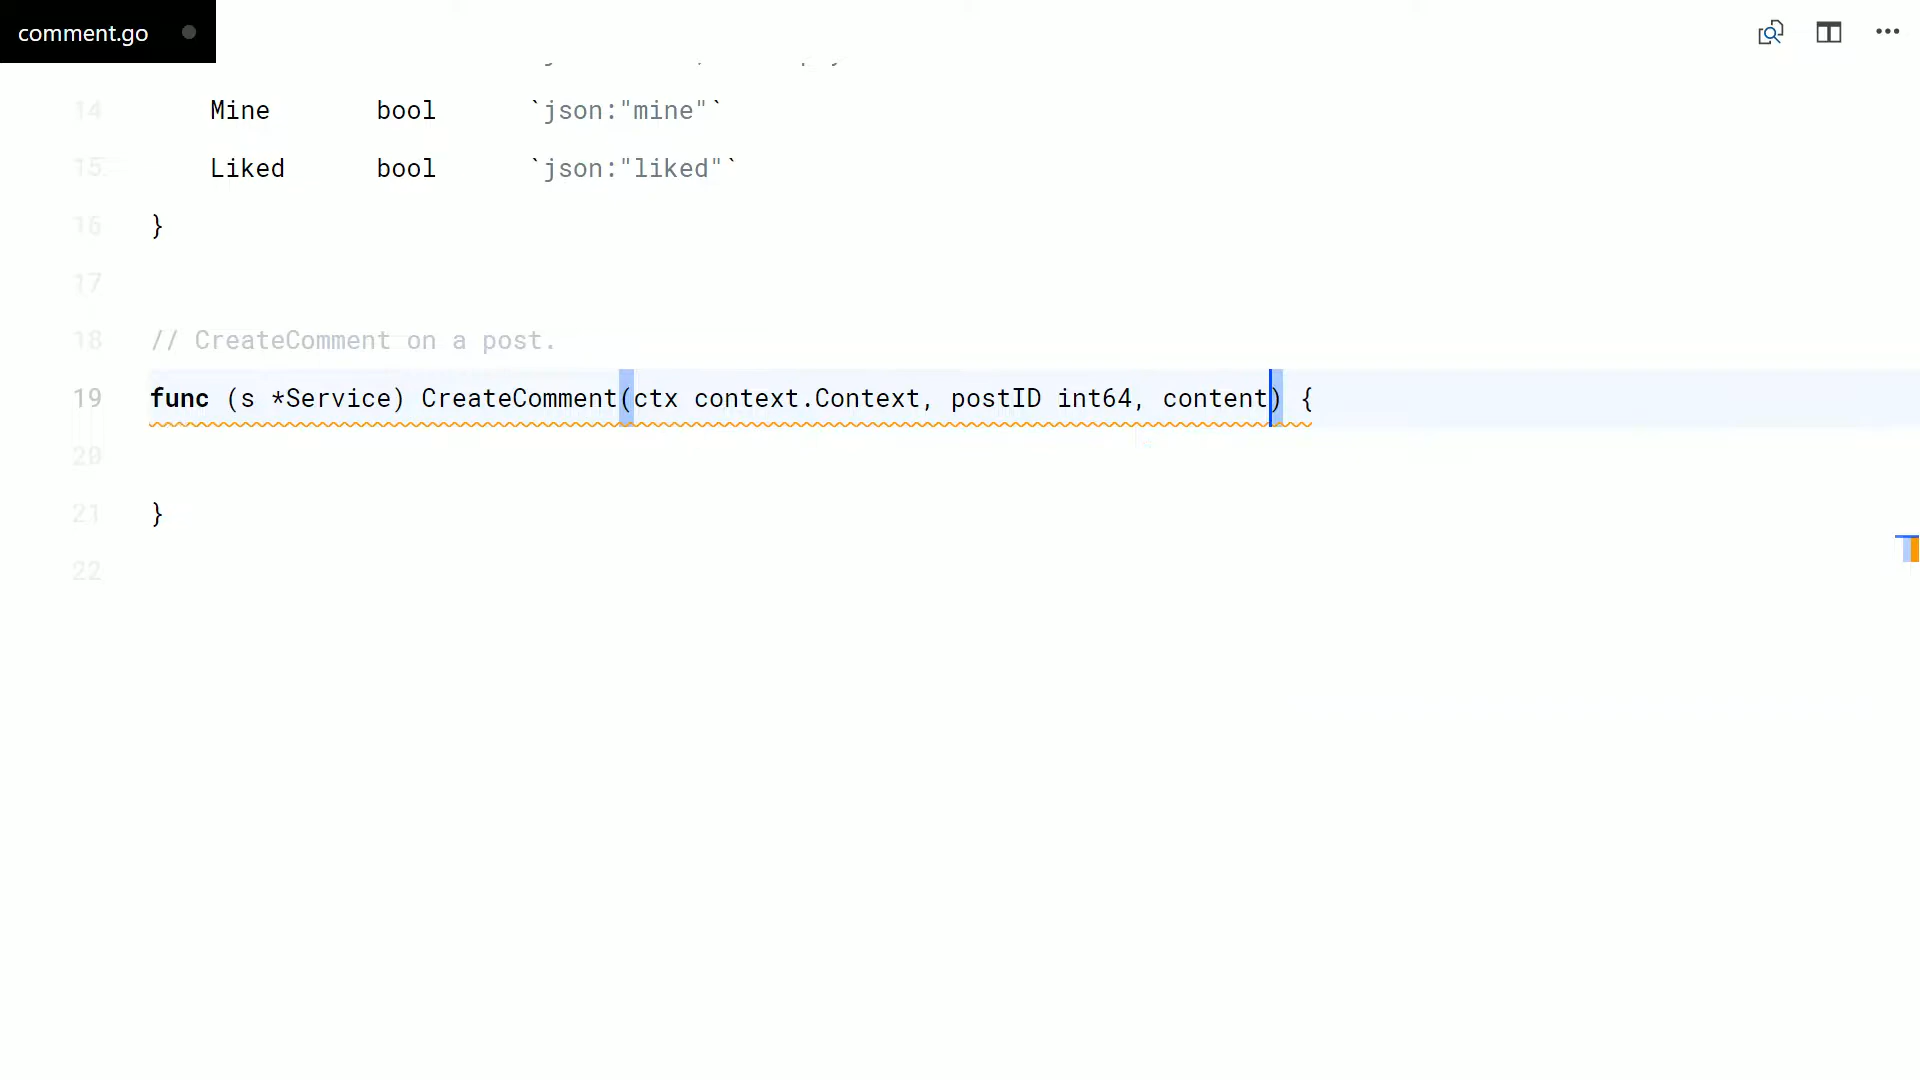 comment.go
14 Mine bool `json:"mine"`
15 Liked bool `json:"liked"`
16 }
17
18 // CreateComment on a post.
19 func (s *Service) CreateComment(ctx context.Context, postID int64, content) {
20
21 }
22